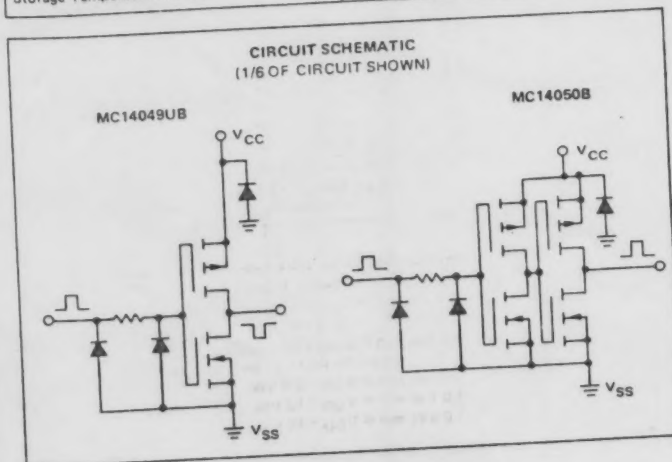 CIRCUIT SCHEMATIC
(1/6 OF CIRCUIT SHOWN)
MC14049UB
MC14050B
VCC
VCC
VSS
VSS